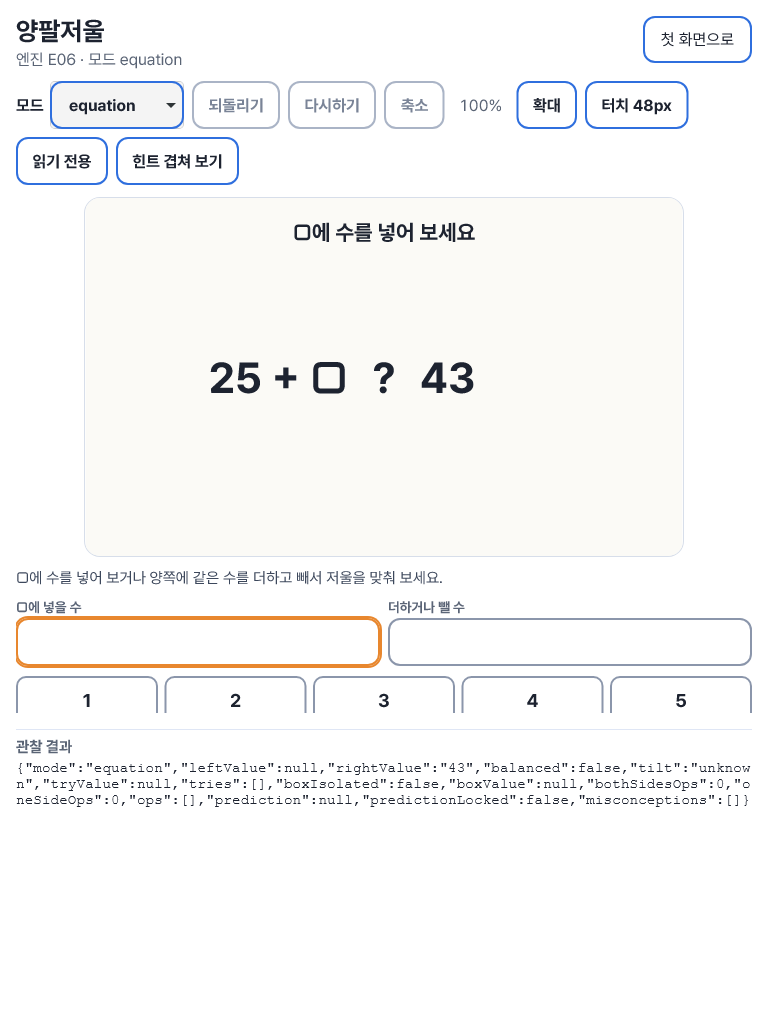 양팔저울
엔진 E06 · 모드 equation
첫 화면으로
모드 equation 되돌리기 다시하기 축소 100% 확대 터치 48px
읽기 전용 힌트 겹쳐 보기
□에 수를 넣어 보세요
25 + □ ? 43
□에 수를 넣어 보거나 양쪽에 같은 수를 더하고 빼서 저울을 맞춰 보세요.
□에 넣을 수 더하거나 뺄 수
1 2 3 4 5
관찰 결과
{"mode":"equation","leftValue":null,"rightValue":"43","balanced":false,"tilt":"unknow
n","tryValue":null,"tries":[],"boxIsolated":false,"boxValue":null,"bothSidesOps":0,"o
neSideOps":0,"ops":[],"prediction":null,"predictionLocked":false,"misconceptions":[]}